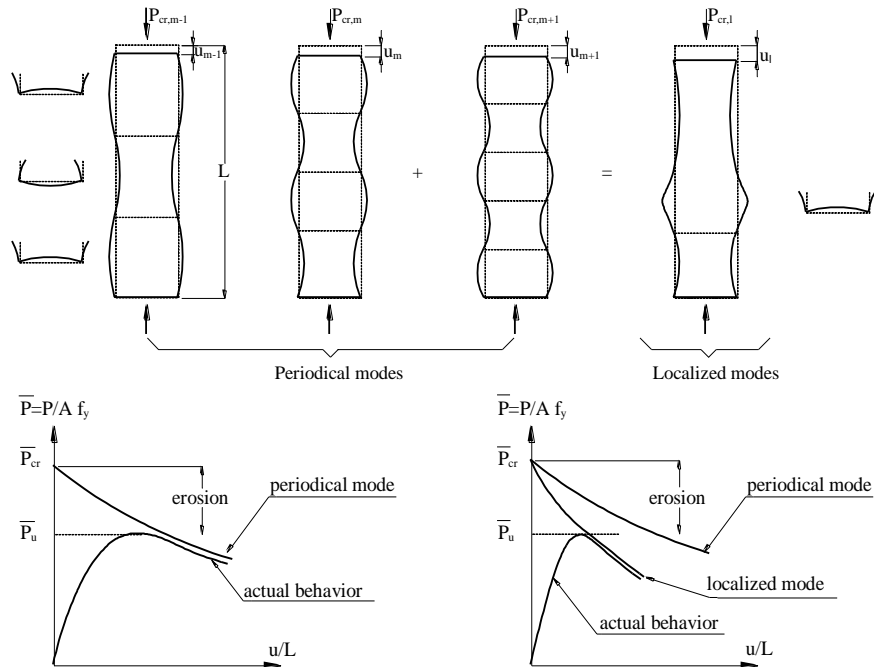 P_cr,m-1
P_cr,m
P_cr,m+1
P_cr,l
u_m-1
u_m
u_m+1
u_l
L
+
=
Periodical modes
Localized modes
P̅=P/A f_y
P̅_cr
erosion
periodical mode
P̅_u
actual behavior
u/L
P̅=P/A f_y
P̅_cr
erosion
periodical mode
P̅_u
localized mode
actual behavior
u/L